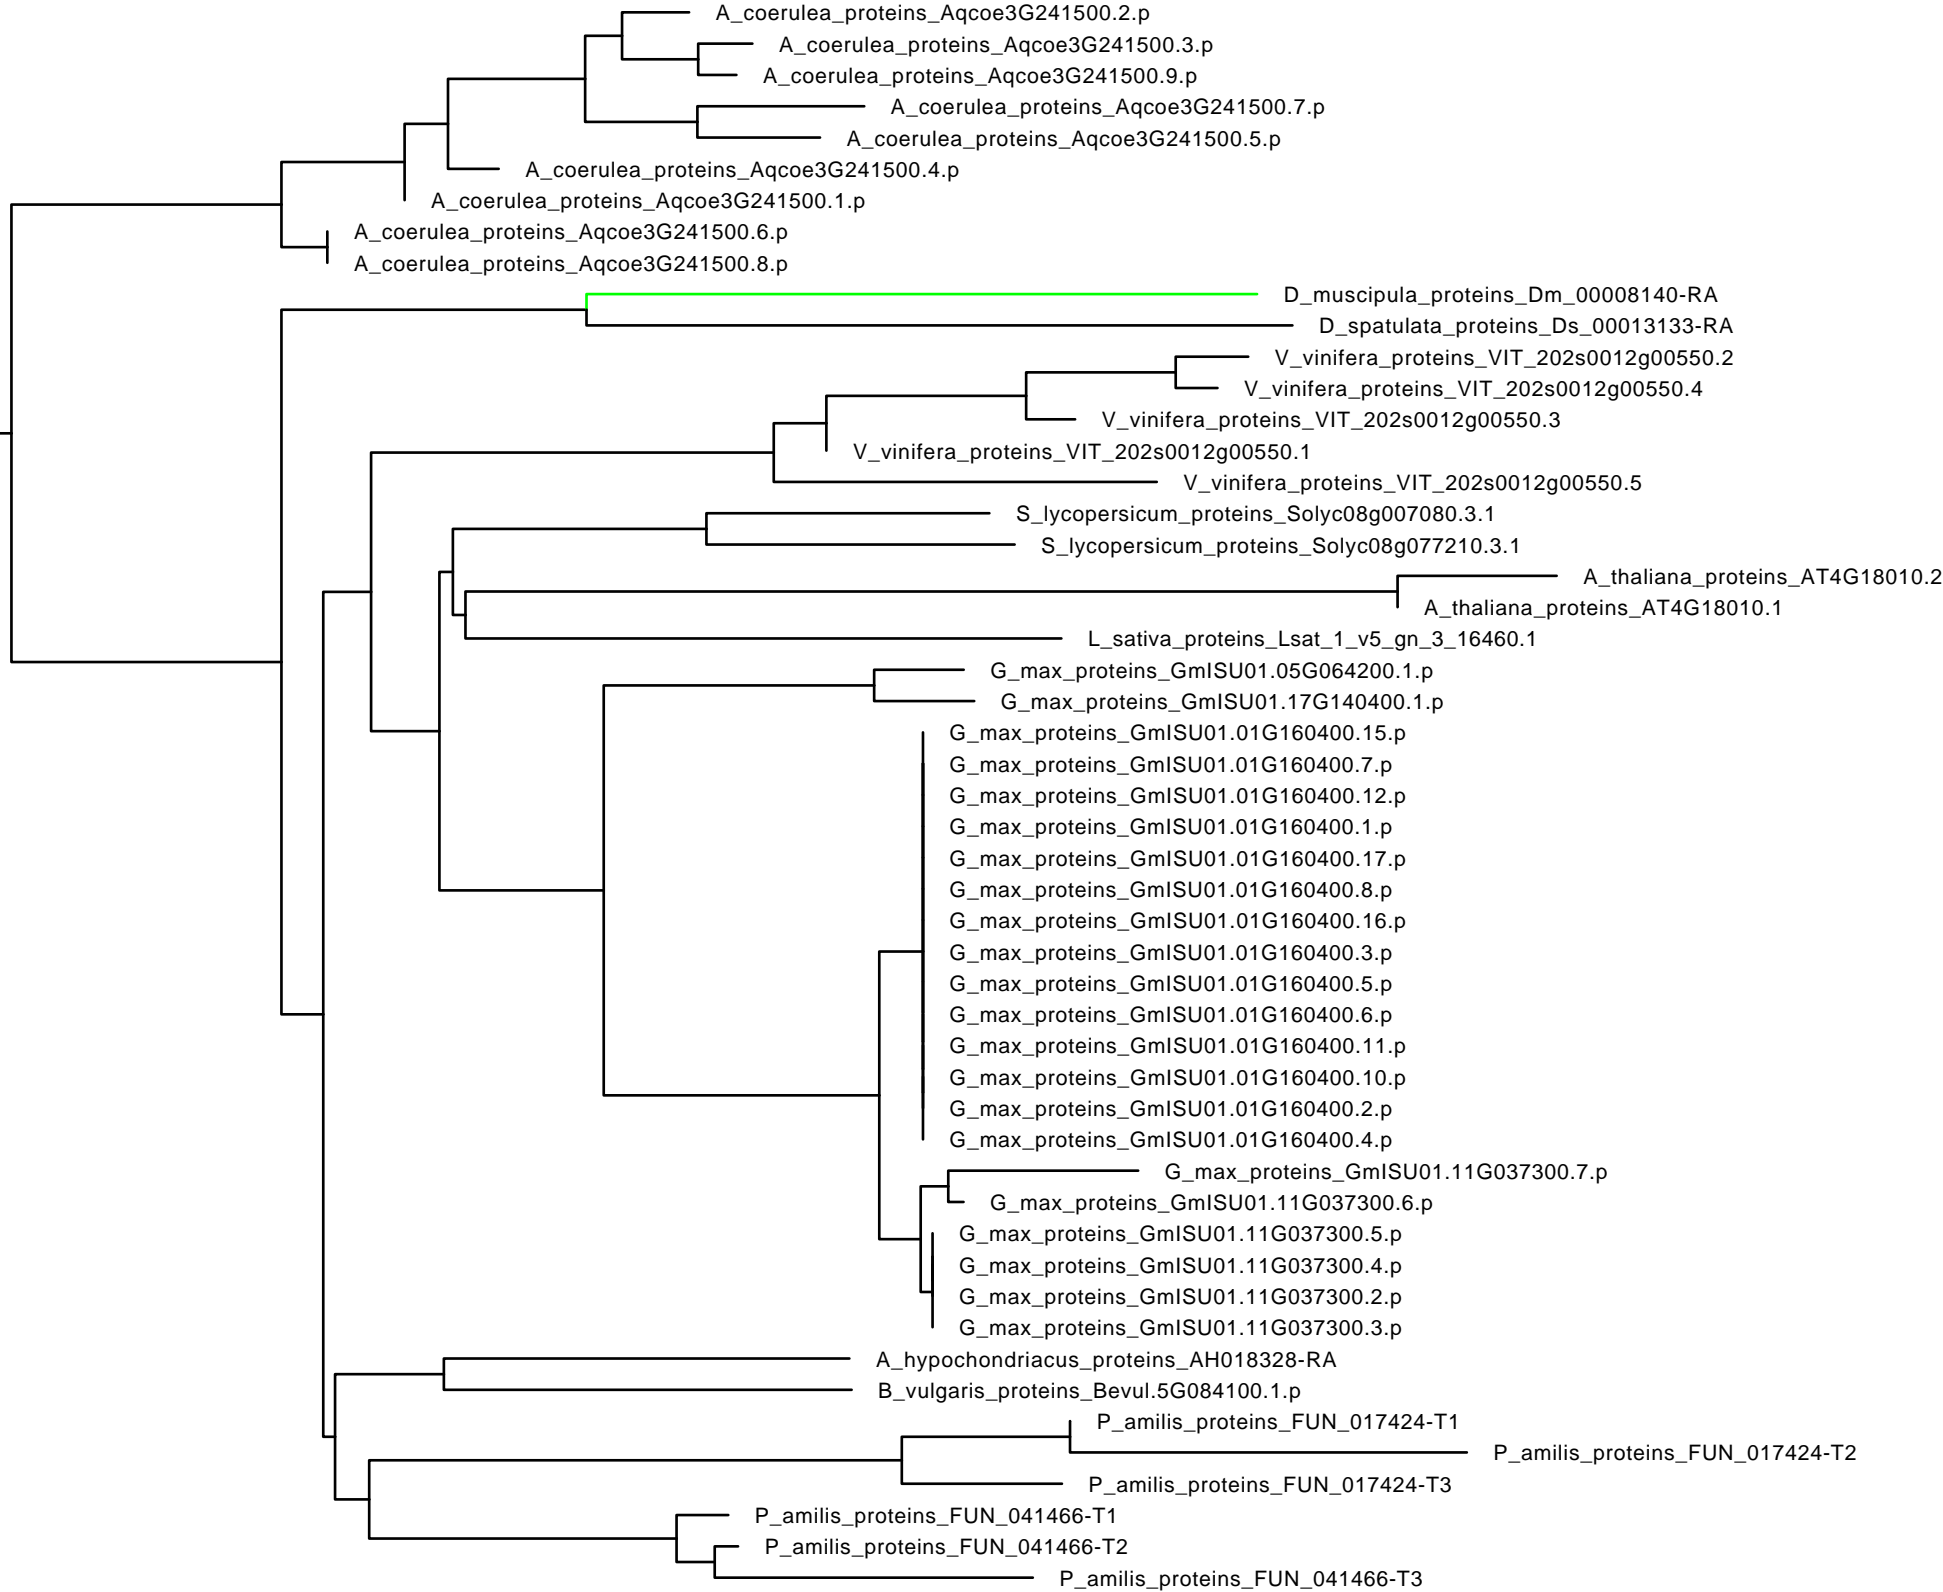 A_coerulea_proteins_Aqcoe3G241500.2.p
A_coerulea_proteins_Aqcoe3G241500.3.p
A_coerulea_proteins_Aqcoe3G241500.9.p
A_coerulea_proteins_Aqcoe3G241500.7.p
A_coerulea_proteins_Aqcoe3G241500.5.p
A_coerulea_proteins_Aqcoe3G241500.4.p
A_coerulea_proteins_Aqcoe3G241500.1.p
A_coerulea_proteins_Aqcoe3G241500.6.p
A_coerulea_proteins_Aqcoe3G241500.8.p
D_muscipula_proteins_Dm_00008140-RA
D_spatulata_proteins_Ds_00013133-RA
V_vinifera_proteins_VIT_202s0012g00550.2
V_vinifera_proteins_VIT_202s0012g00550.4
V_vinifera_proteins_VIT_202s0012g00550.3
V_vinifera_proteins_VIT_202s0012g00550.1
V_vinifera_proteins_VIT_202s0012g00550.5
S_lycopersicum_proteins_Solyc08g007080.3.1
S_lycopersicum_proteins_Solyc08g077210.3.1
A_thaliana_proteins_AT4G18010.2
A_thaliana_proteins_AT4G18010.1
L_sativa_proteins_Lsat_1_v5_gn_3_16460.1
G_max_proteins_GmISU01.05G064200.1.p
G_max_proteins_GmISU01.17G140400.1.p
G_max_proteins_GmISU01.01G160400.15.p
G_max_proteins_GmISU01.01G160400.7.p
G_max_proteins_GmISU01.01G160400.12.p
G_max_proteins_GmISU01.01G160400.1.p
G_max_proteins_GmISU01.01G160400.17.p
G_max_proteins_GmISU01.01G160400.8.p
G_max_proteins_GmISU01.01G160400.16.p
G_max_proteins_GmISU01.01G160400.3.p
G_max_proteins_GmISU01.01G160400.5.p
G_max_proteins_GmISU01.01G160400.6.p
G_max_proteins_GmISU01.01G160400.11.p
G_max_proteins_GmISU01.01G160400.10.p
G_max_proteins_GmISU01.01G160400.2.p
G_max_proteins_GmISU01.01G160400.4.p
G_max_proteins_GmISU01.11G037300.7.p
G_max_proteins_GmISU01.11G037300.6.p
G_max_proteins_GmISU01.11G037300.5.p
G_max_proteins_GmISU01.11G037300.4.p
G_max_proteins_GmISU01.11G037300.2.p
G_max_proteins_GmISU01.11G037300.3.p
A_hypochondriacus_proteins_AH018328-RA
B_vulgaris_proteins_Bevul.5G084100.1.p
P_amilis_proteins_FUN_017424-T1
P_amilis_proteins_FUN_017424-T2
P_amilis_proteins_FUN_017424-T3
P_amilis_proteins_FUN_041466-T1
P_amilis_proteins_FUN_041466-T2
P_amilis_proteins_FUN_041466-T3